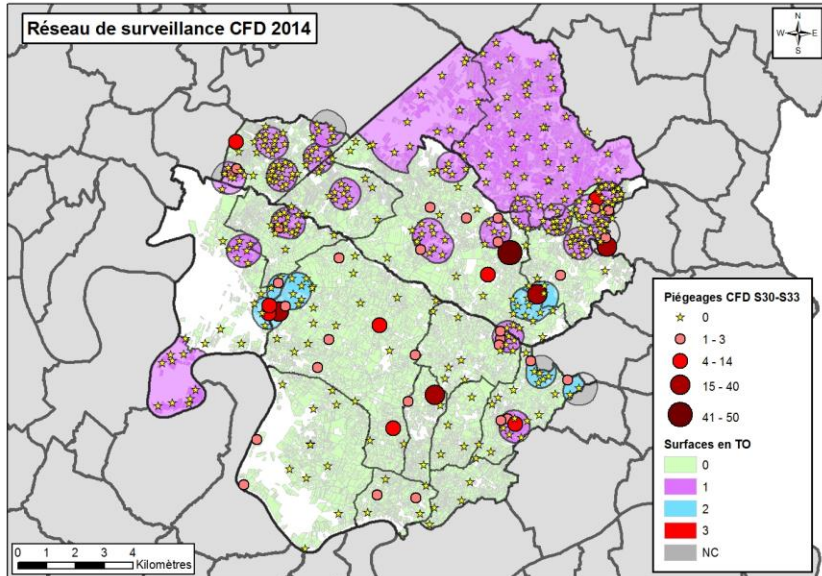 Réseau de surveillance CFD 2014
N
W E
S
Piégeages CFD S30-S33
0
1 - 3
4 - 14
15 - 40
41 - 50
Surfaces en TO
0
1
2
3
NC
0 1 2 3 4
Kilomètres